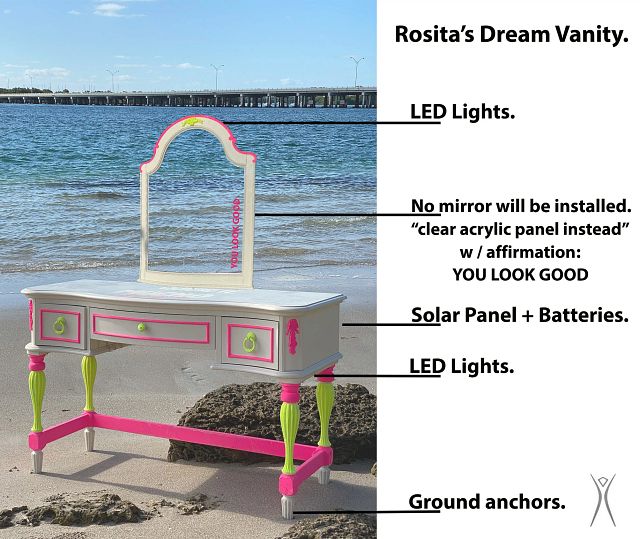 Rosita's Dream Vanity.
LED Lights.
No mirror will be installed.
“clear acrylic panel instead”
w / affirmation:
YOU LOOK GOOD
YOU LOOK GOOD
Solar Panel + Batteries.
LED Lights.
Ground anchors.